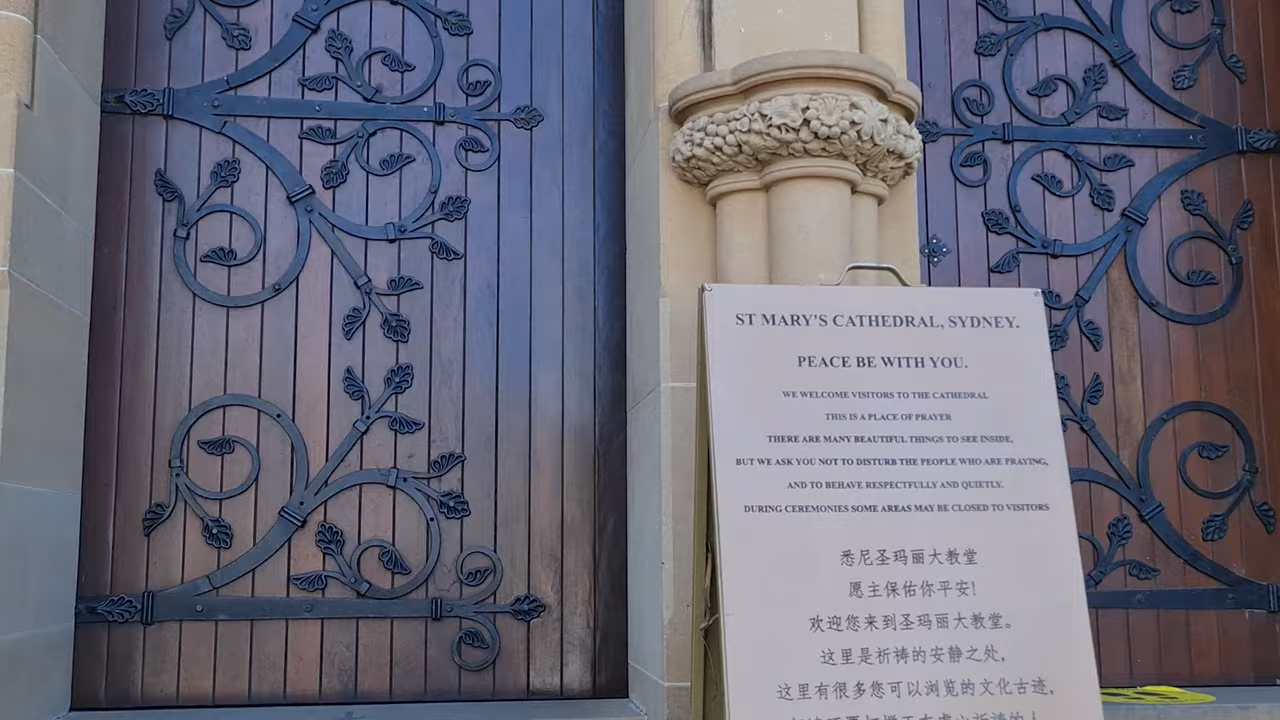 ST MARY'S CATHEDRAL, SYDNEY.
PEACE BE WITH YOU.
WE WELCOME VISITORS TO THE CATHEDRAL
THIS IS A PLACE OF PRAYER
THERE ARE MANY BEAUTIFUL THINGS TO SEE INSIDE,
BUT WE ASK YOU NOT TO DISTURB THE PEOPLE WHO ARE PRAYING,
AND TO BEHAVE RESPECTFULLY AND QUIETLY.
DURING CEREMONIES SOME AREAS MAY BE CLOSED TO VISITORS
悉尼圣玛丽大教堂
愿主保佑你平安!
欢迎您来到圣玛丽大教堂。
这里是祈祷的安静之处,
这里有很多您可以浏览的文化古迹,